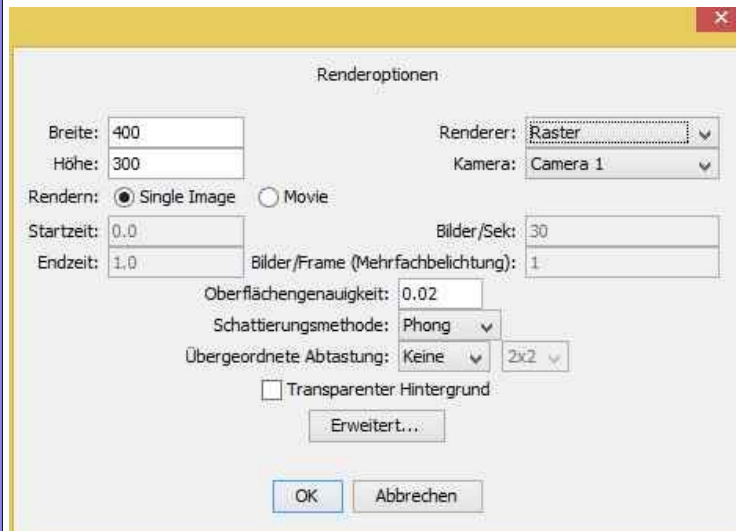 Renderoptionen
Breite: 400 Renderer: Raster
Höhe: 300 Kamera: Camera 1
Rendern: Single Image Movie
Startzeit: 0.0 Bilder/Sek: 30
Endzeit: 1.0 Bilder/Frame (Mehrfachbelichtung): 1
Oberflächengenauigkeit: 0.02
Schattierungsmethode: Phong
Übergeordnete Abtastung: Keine 2x2
Transparenter Hintergrund
Erweitert...
OK Abbrechen